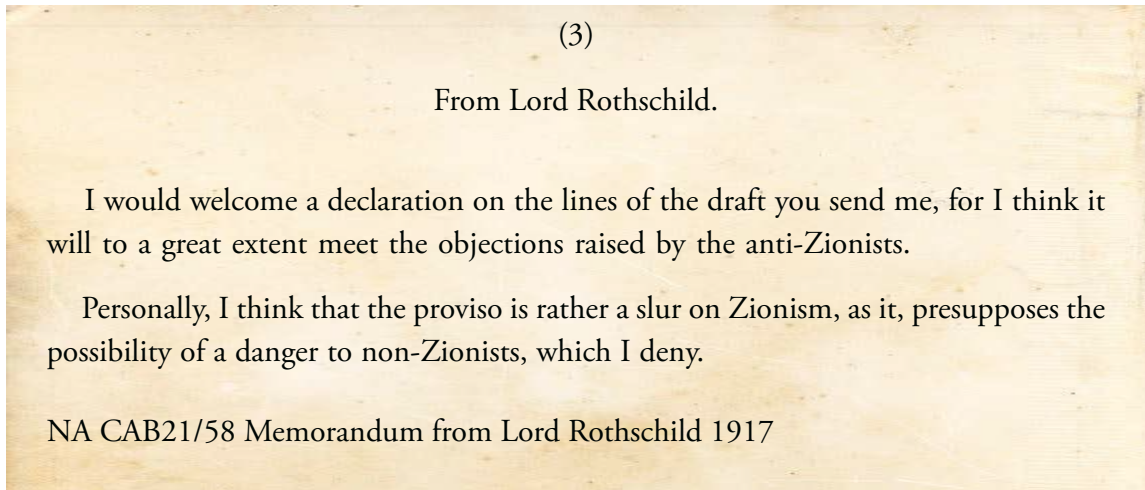 (3)
From Lord Rothschild.
I would welcome a declaration on the lines of the draft you send me, for I think it
will to a great extent meet the objections raised by the anti-Zionists.
Personally, I think that the proviso is rather a slur on Zionism, as it, presupposes the
possibility of a danger to non-Zionists, which I deny.
NA CAB21/58 Memorandum from Lord Rothschild 1917